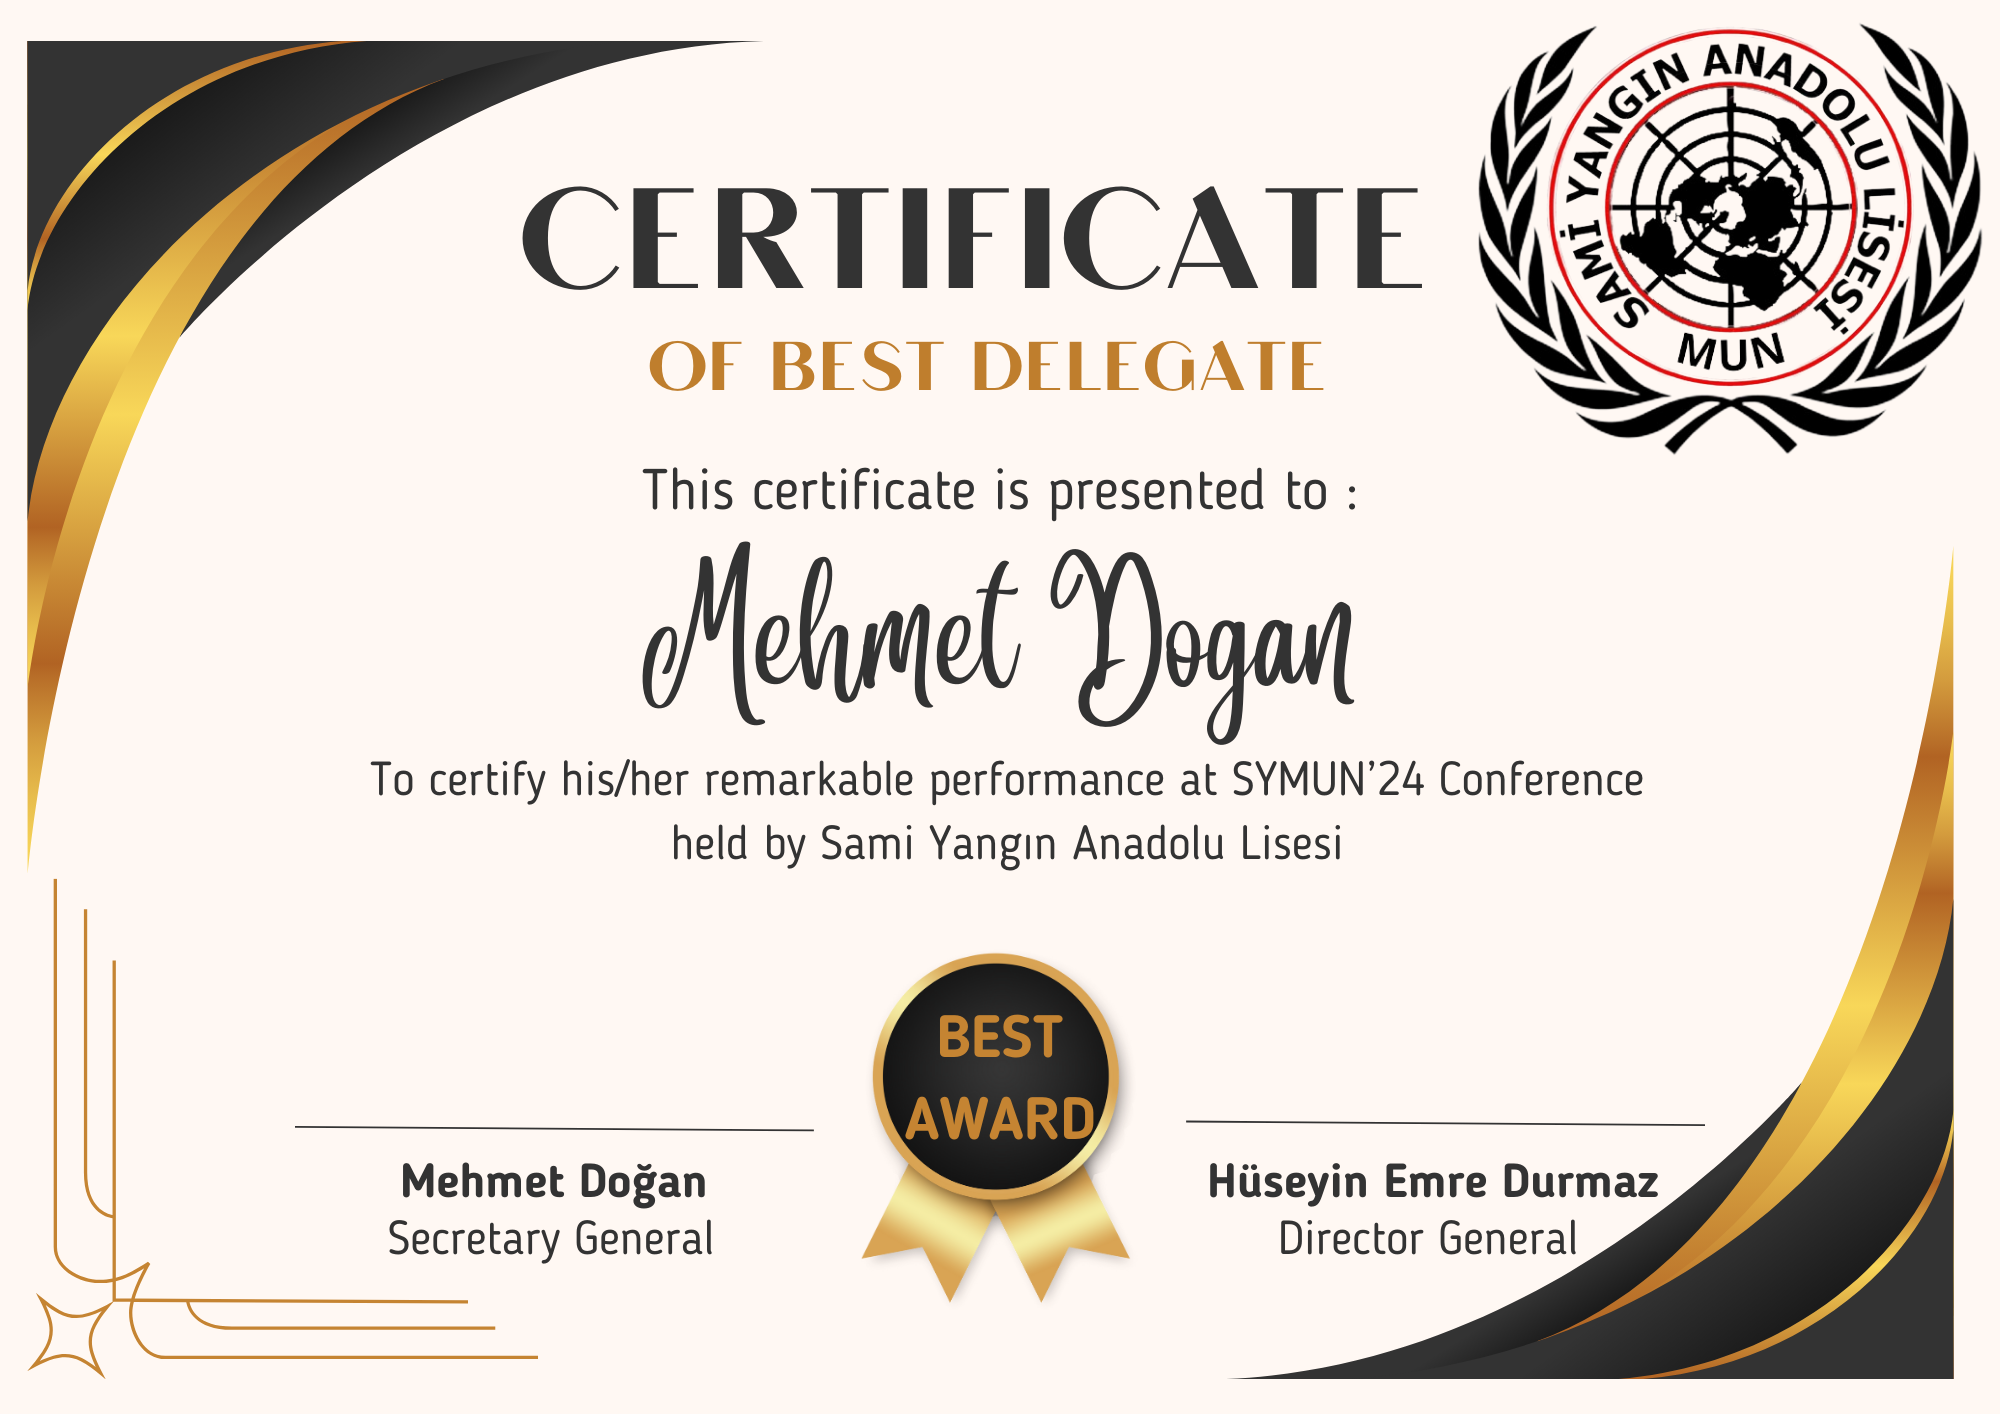 SAMİ YANGIN ANADOLU LİSESİ
MUN
CERTIFICATE
OF BEST DELEGATE
This certificate is presented to :
Mehmet Dogan
To certify his/her remarkable performance at SYMUN’24 Conference
held by Sami Yangın Anadolu Lisesi
BEST
AWARD
Mehmet Doğan
Secretary General
Hüseyin Emre Durmaz
Director General